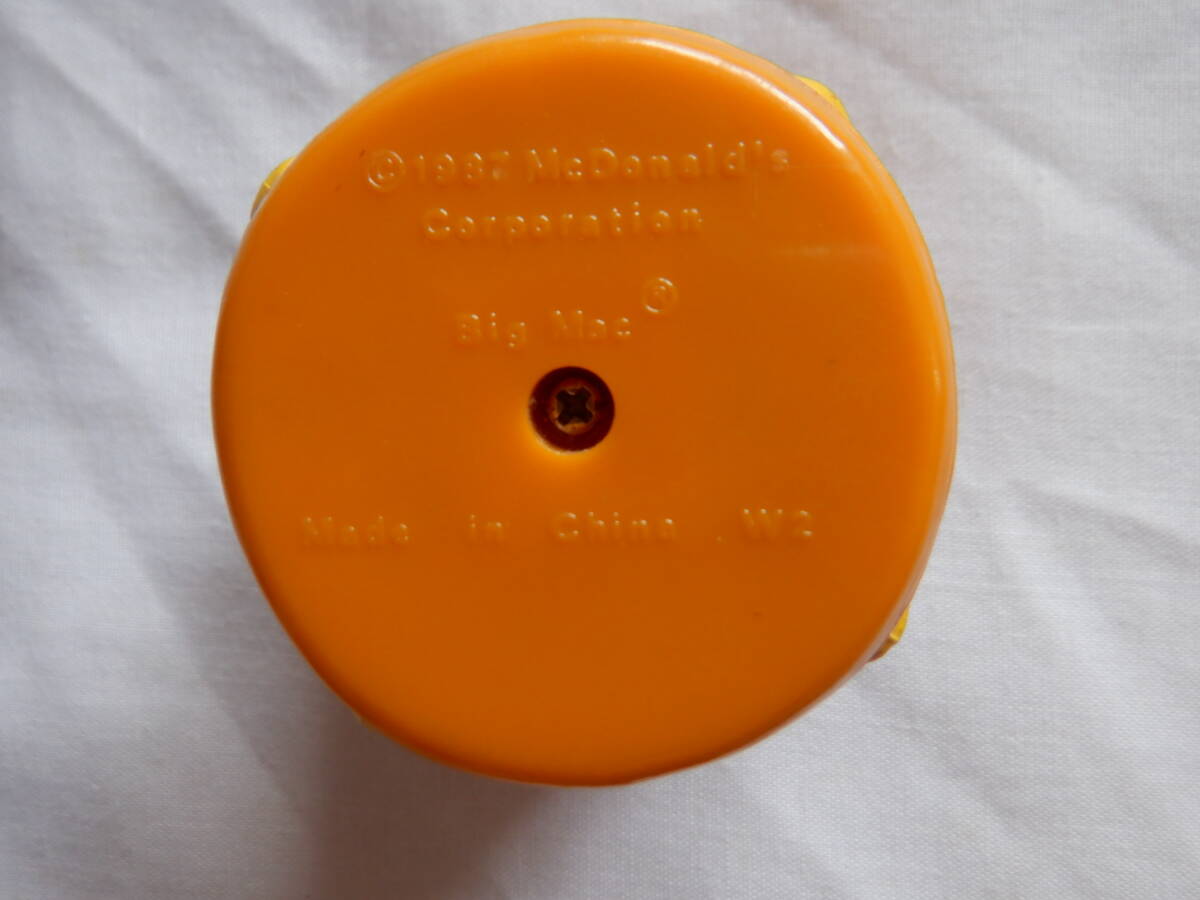 ©1987 McDonald's
Corporation
Big Mac®
Made in China . W2